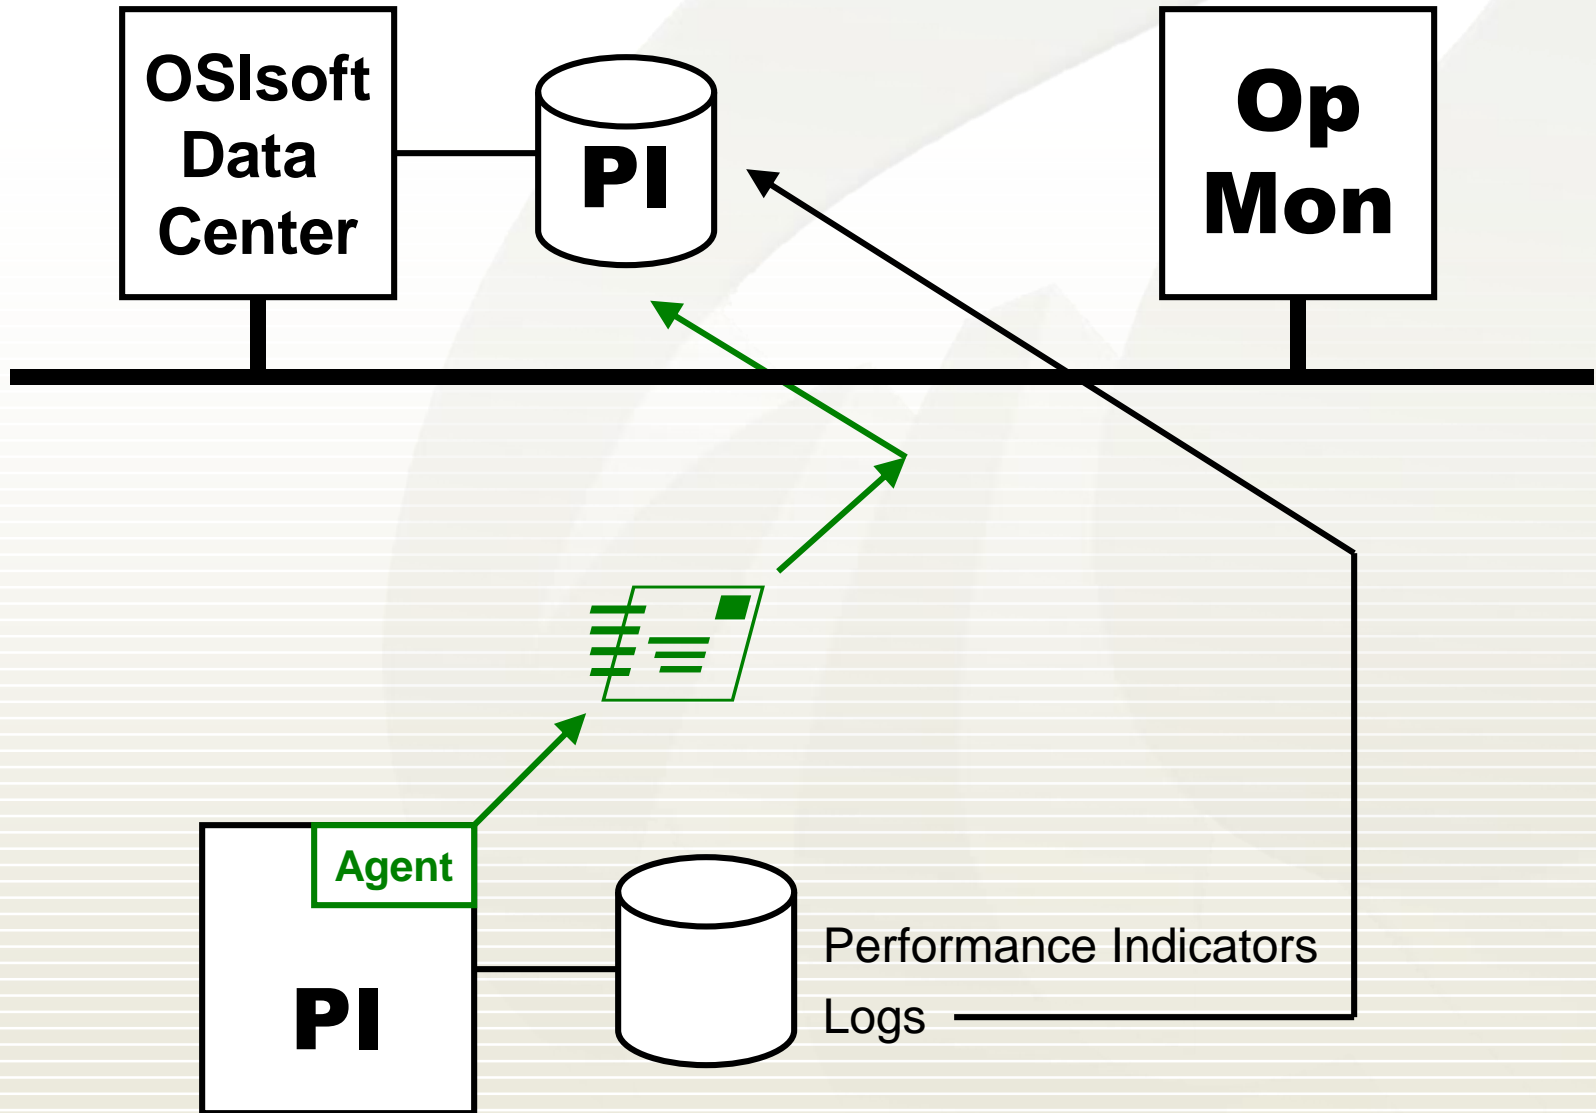 OSIsoft
Data
Center
PI
Op
Mon
Agent
PI
Performance Indicators
Logs